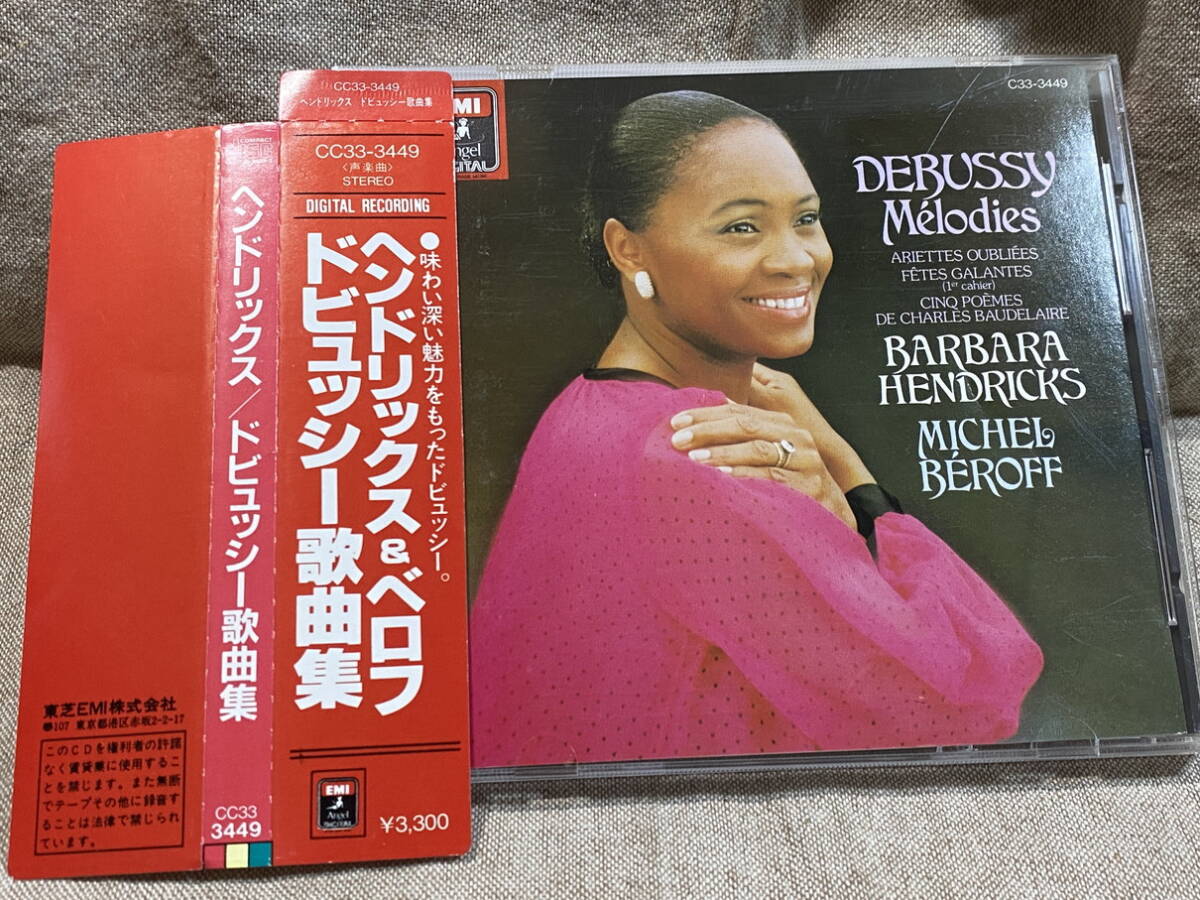 東芝EMI株式会社
●107 東京都港区赤坂2-2-17
このCDを権利者の許諾
なく賃貸業に使用するこ
とを禁じます。また無断
でテープその他に録音す
ることは法律で禁じられ
ています。
COMPACT
ヘンドリックス/ドビュッシー歌曲集
CC33
3449
CC33-3449
ヘンドリックス ドビュッシー歌曲集
CC33-3449
〈声楽曲〉
STEREO
DIGITAL RECORDING
●味わい深い魅力をもったドビュッシー。
ヘンドリックス&ベロフ
ドビュッシー歌曲集
EMI
Angel
¥3,300
EMI
Angel
DIGITAL
C33-3449
DEBUSSY
Mélodies
ARIETTES OUBLIÉES
FÊTES GALANTES
(1er cahier)
CINQ POÈMES
DE CHARLES BAUDELAIRE
BARBARA
HENDRICKS
MICHEL
BÉROFF